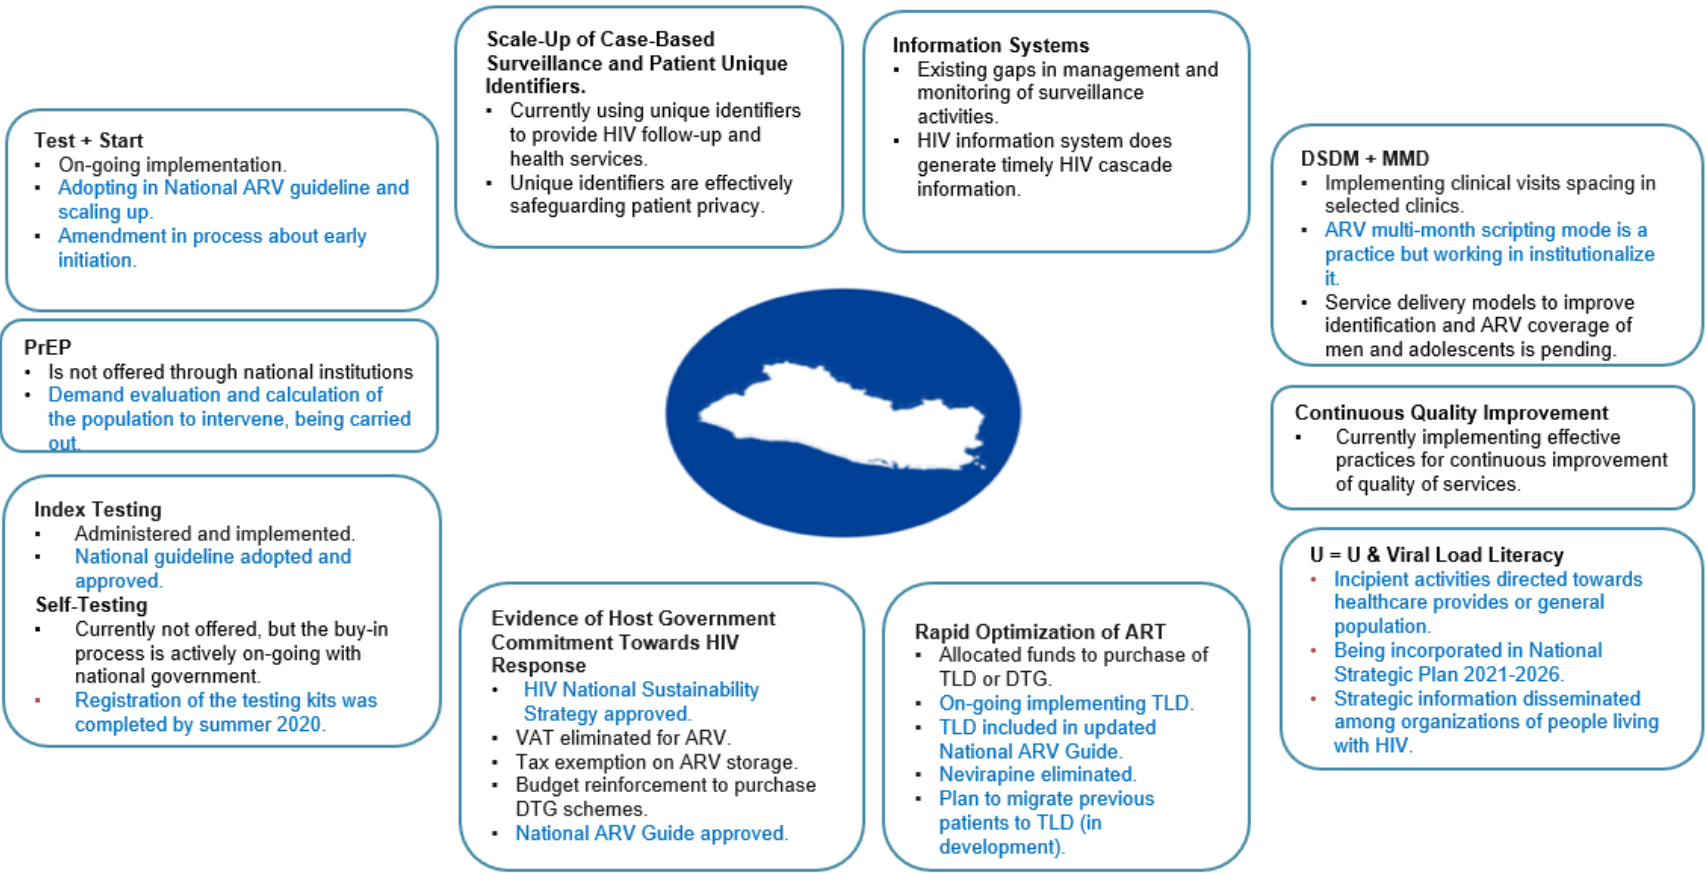 Scale-Up of Case-Based
Surveillance and Patient Unique
Identifiers.
▪ Currently using unique identifiers
to provide HIV follow-up and
health services.
▪ Unique identifiers are effectively
safeguarding patient privacy.
Information Systems
▪ Existing gaps in management and
monitoring of surveillance
activities.
▪ HIV information system does
generate timely HIV cascade
information.
Test + Start
▪ On-going implementation.
▪ Adopting in National ARV guideline and
scaling up.
▪ Amendment in process about early
initiation.
DSDM + MMD
▪ Implementing clinical visits spacing in
selected clinics.
▪ ARV multi-month scripting mode is a
practice but working in institutionalize
it.
▪ Service delivery models to improve
identification and ARV coverage of
men and adolescents is pending.
PrEP
• Is not offered through national institutions
• Demand evaluation and calculation of
the population to intervene, being carried
out.
Continuous Quality Improvement
▪ Currently implementing effective
practices for continuous improvement
of quality of services.
Index Testing
▪ Administered and implemented.
▪ National guideline adopted and
approved.
Self-Testing
▪ Currently not offered, but the buy-in
process is actively on-going with
national government.
▪ Registration of the testing kits was
completed by summer 2020.
Evidence of Host Government
Commitment Towards HIV
Response
• HIV National Sustainability
Strategy approved.
▪ VAT eliminated for ARV.
▪ Tax exemption on ARV storage.
▪ Budget reinforcement to purchase
DTG schemes.
▪ National ARV Guide approved.
Rapid Optimization of ART
▪ Allocated funds to purchase of
TLD or DTG.
▪ On-going implementing TLD.
▪ TLD included in updated
National ARV Guide.
▪ Nevirapine eliminated.
▪ Plan to migrate previous
patients to TLD (in
development).
U = U & Viral Load Literacy
• Incipient activities directed towards
healthcare provides or general
population.
• Being incorporated in National
Strategic Plan 2021-2026.
• Strategic information disseminated
among organizations of people living
with HIV.